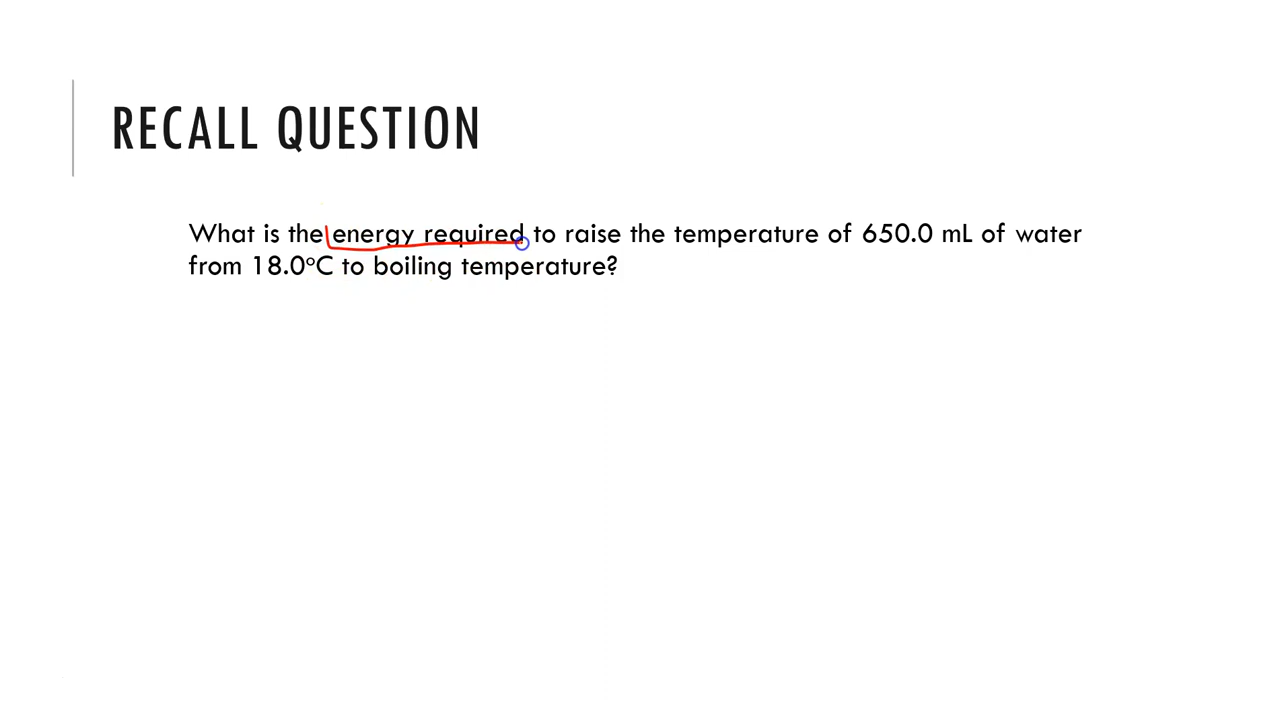 RECALL QUESTION
What is the energy required to raise the temperature of 650.0 mL of water
from 18.0°C to boiling temperature?